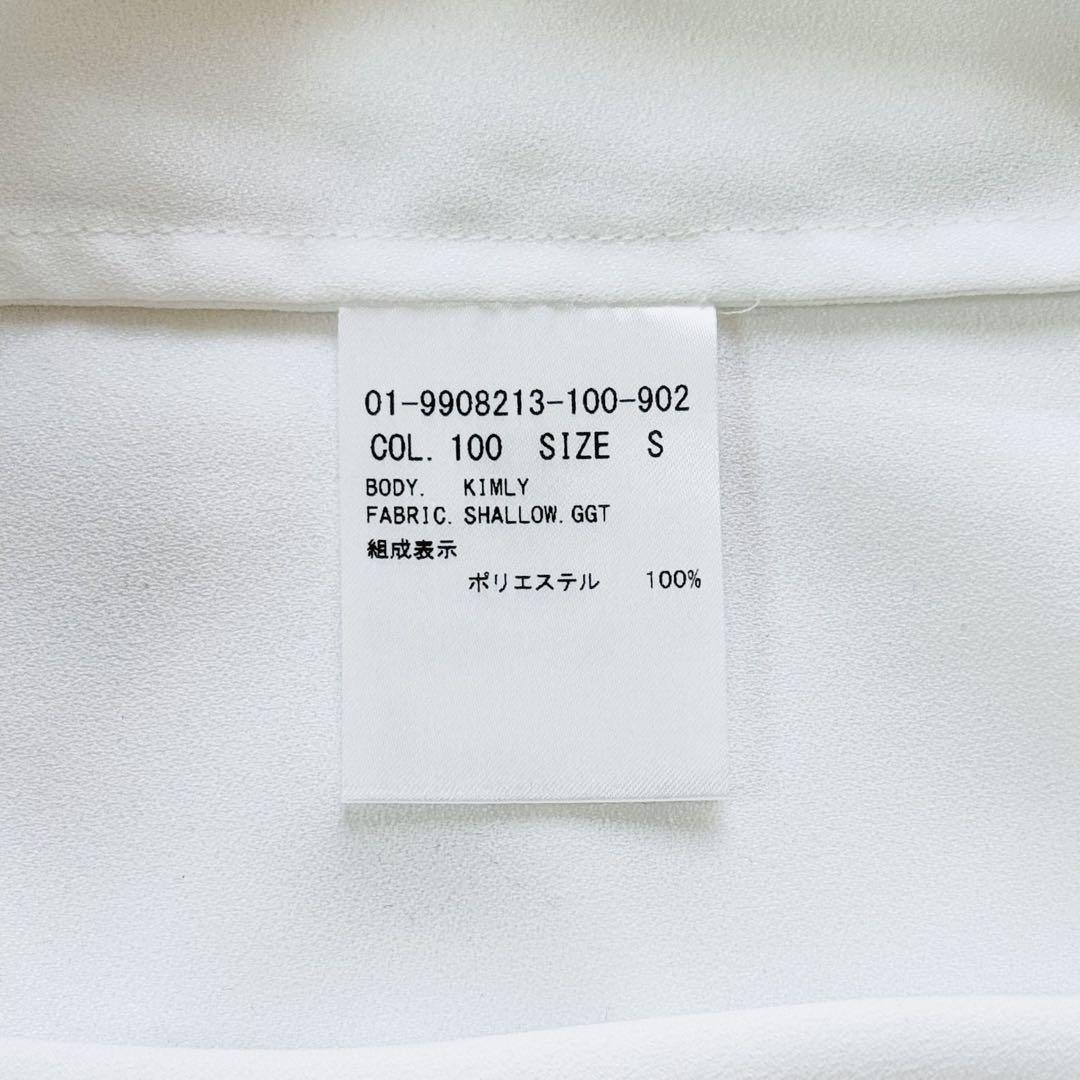 01-9908213-100-902
COL. 100 SIZE S
BODY. KIMLY
FABRIC. SHALLOW. GGT
組成表示
ポリエステル 100%